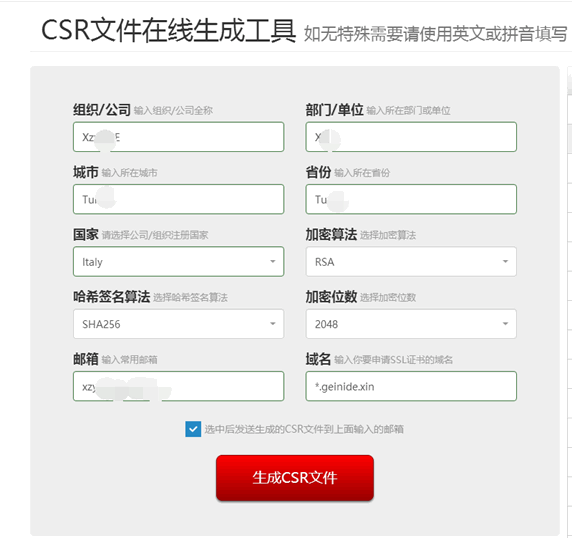 CSR文件在线生成工具 如无特殊需要请使用英文或拼音填写
组织/公司 输入组织/公司全称 部门/单位 输入所在部门或单位
城市 输入所在城市 省份 输入所在省份
国家 请选择公司/组织注册国家 加密算法 选择加密算法
Italy RSA
哈希签名算法 选择哈希签名算法 加密位数 选择加密位数
SHA256 2048
邮箱 输入常用邮箱 域名 输入你要申请SSL证书的域名
*.geinide.xin
选中后发送生成的CSR文件到上面输入的邮箱
生成CSR文件